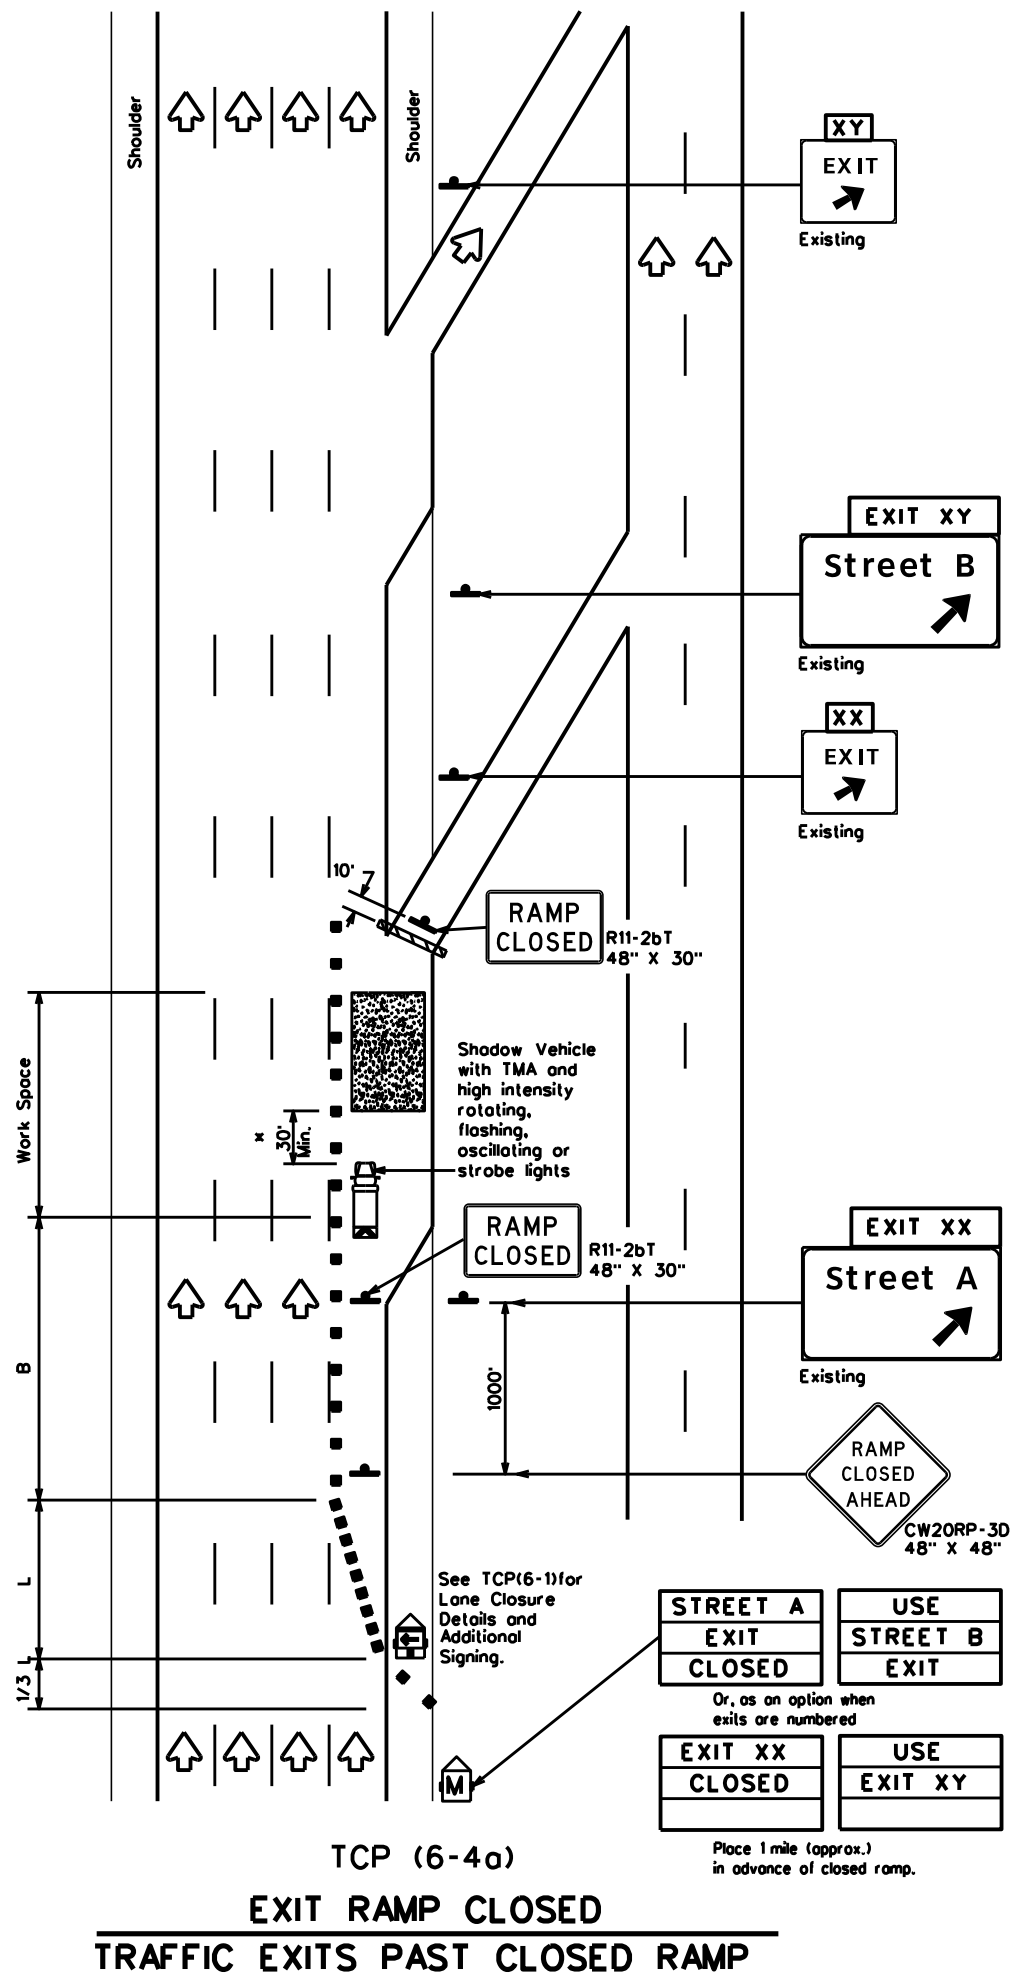 Shoulder
Shoulder
XY
EXIT
Existing
EXIT XY
Street B
Existing
XX
EXIT
Existing
10'
RAMP
CLOSED
R11-2bT
48" X 30"
Work Space
Shadow Vehicle
with TMA and
high intensity
rotating,
flashing,
oscillating or
strobe lights
*
30'
Min.
RAMP
CLOSED
R11-2bT
48" X 30"
EXIT XX
Street A
Existing
B
1000'
RAMP
CLOSED
AHEAD
CW20RP-3D
48" X 48"
L
See TCP(6-1)for
Lane Closure
Details and
Additional
Signing.
1/3 L
STREET A
EXIT
CLOSED
USE
STREET B
EXIT
Or, as an option when
exits are numbered
EXIT XX
CLOSED
USE
EXIT XY
M
Place 1 mile (approx.)
in advance of closed ramp.
TCP (6-4a)
EXIT RAMP CLOSED
TRAFFIC EXITS PAST CLOSED RAMP